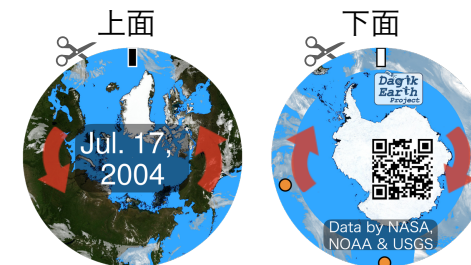 上面
下面
Jul. 17,
2004
Dagik
Earth
Project
Data by NASA,
NOAA & USGS